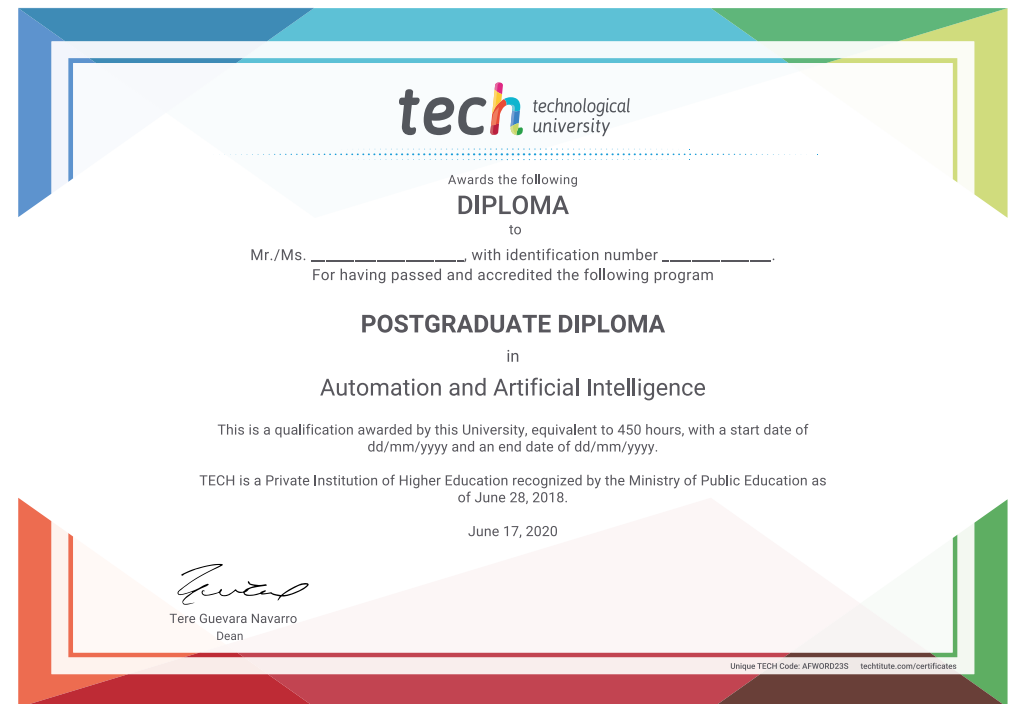 tech technological
university
Awards the following
DIPLOMA
to
Mr./Ms. __________________, with identification number _____________.
For having passed and accredited the following program
POSTGRADUATE DIPLOMA
in
Automation and Artificial Intelligence
This is a qualification awarded by this University, equivalent to 450 hours, with a start date of
dd/mm/yyyy and an end date of dd/mm/yyyy.
TECH is a Private Institution of Higher Education recognized by the Ministry of Public Education as
of June 28, 2018.
June 17, 2020
Tere Guevara Navarro
Dean
Unique TECH Code: AFWORD23S techtitute.com/certificates